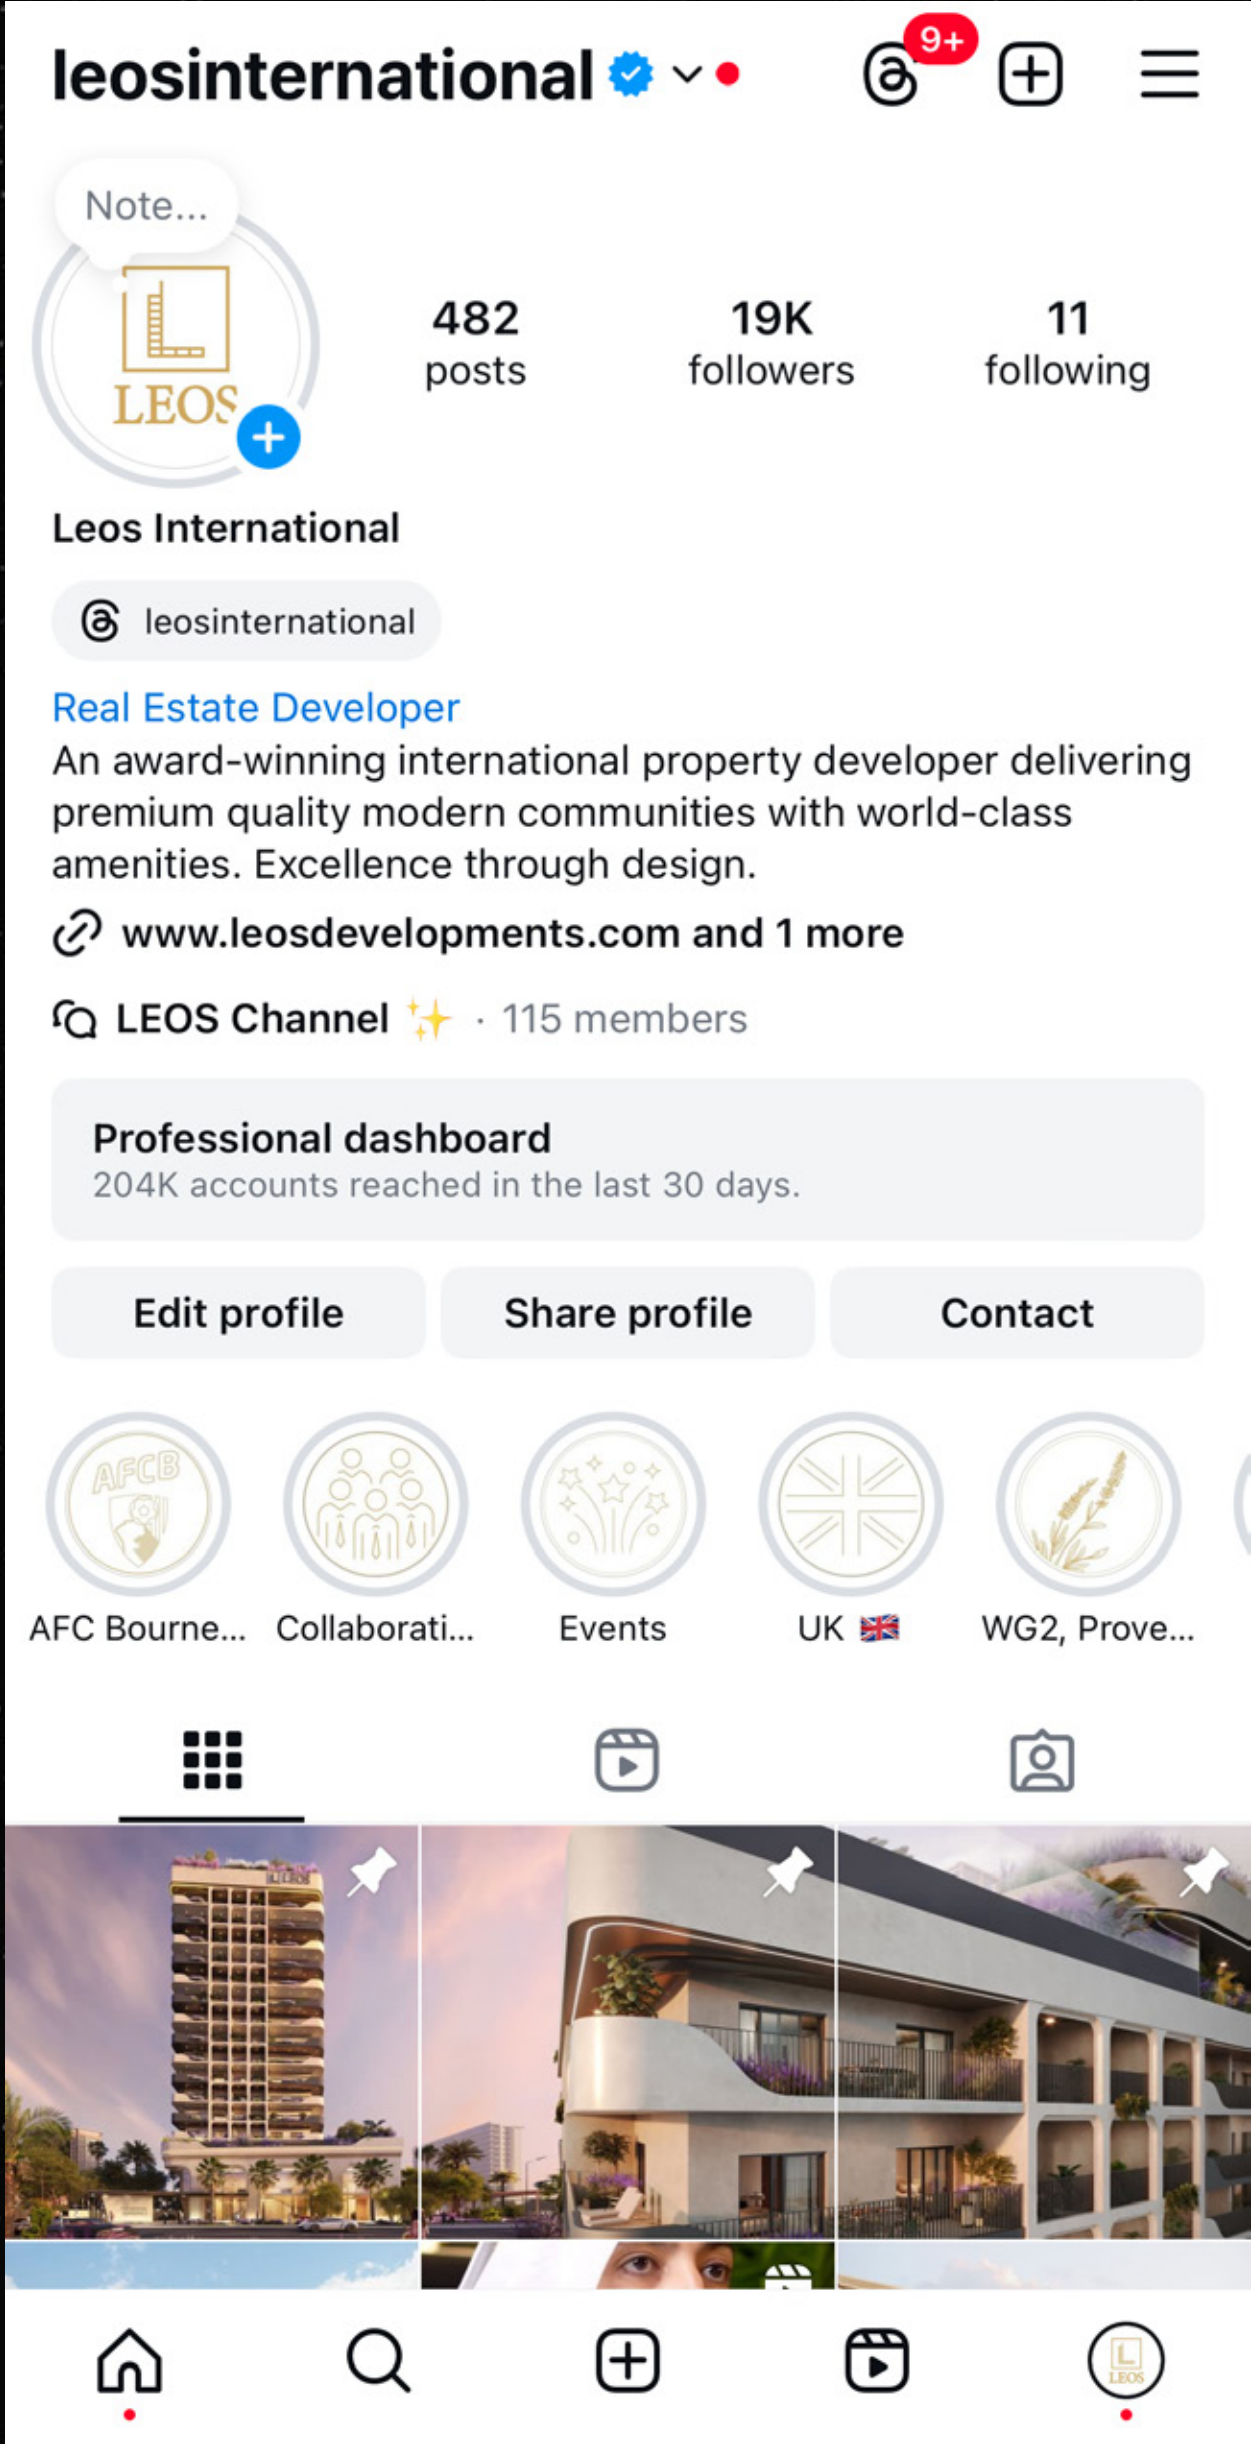 leosinternational
9+
Note...
LEOS
482 posts
19K followers
11 following
Leos International
leosinternational
Real Estate Developer
An award-winning international property developer delivering
premium quality modern communities with world-class
amenities. Excellence through design.
www.leosdevelopments.com and 1 more
LEOS Channel ✨ · 115 members
Professional dashboard
204K accounts reached in the last 30 days.
Edit profile
Share profile
Contact
AFCB
AFC Bourne...
Collaborati...
Events
UK 🇬🇧
WG2, Prove...
LEOS
LEOS